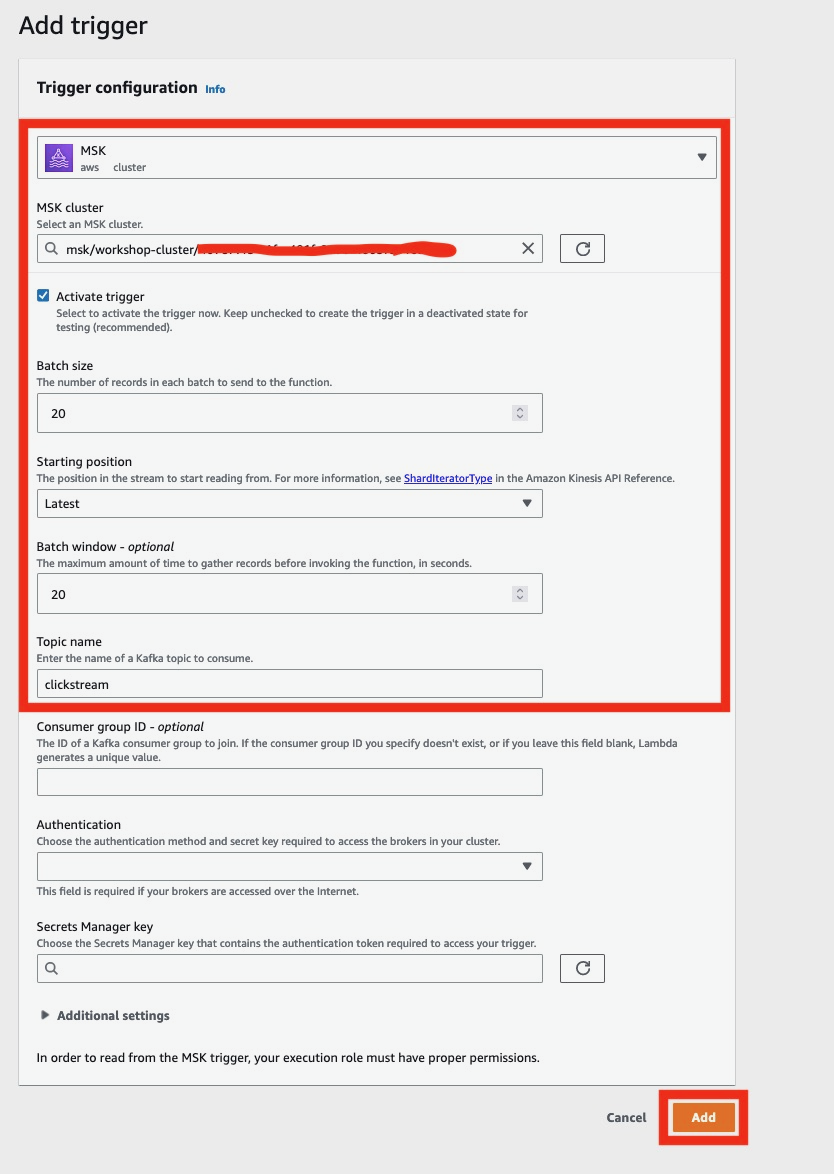 Add trigger
Trigger configuration Info
MSK
aws cluster
MSK cluster
Select an MSK cluster.
msk/workshop-cluster/
Activate trigger
Select to activate the trigger now. Keep unchecked to create the trigger in a deactivated state for
testing (recommended).
Batch size
The number of records in each batch to send to the function.
20
Starting position
The position in the stream to start reading from. For more information, see ShardIteratorType in the Amazon Kinesis API Reference.
Latest
Batch window - optional
The maximum amount of time to gather records before invoking the function, in seconds.
20
Topic name
Enter the name of a Kafka topic to consume.
clickstream
Consumer group ID - optional
The ID of a Kafka consumer group to join. If the consumer group ID you specify doesn't exist, or if you leave this field blank, Lambda
generates a unique value.
Authentication
Choose the authentication method and secret key required to access the brokers in your cluster.
This field is required if your brokers are accessed over the Internet.
Secrets Manager key
Choose the Secrets Manager key that contains the authentication token required to access your trigger.
Additional settings
In order to read from the MSK trigger, your execution role must have proper permissions.
Cancel Add